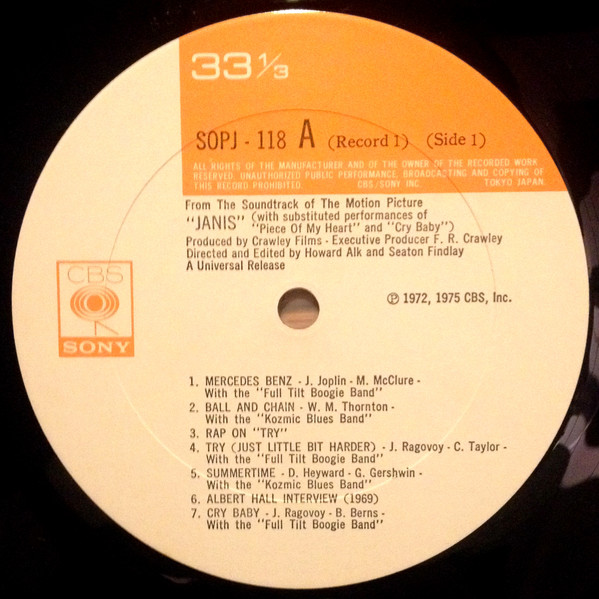 33 1/3
SOPJ - 118 A (Record 1) (Side 1)
ALL RIGHTS OF THE MANUFACTURER AND OF THE OWNER OF THE RECORDED WORK
RESERVED. UNAUTHORIZED PUBLIC PERFORMANCE, BROADCASTING AND COPYING OF
THIS RECORD PROHIBITED. CBS/SONY INC. TOKYO JAPAN.
From The Soundtrack of The Motion Picture
"JANIS" (with substituted performances of
"Piece Of My Heart" and "Cry Baby")
Produced by Crawley Films - Executive Producer F. R. Crawley
Directed and Edited by Howard Alk and Seaton Findlay
A Universal Release
CBS
SONY
℗ 1972, 1975 CBS, Inc.
1. MERCEDES BENZ - J. Joplin - M. McClure -
With the "Full Tilt Boogie Band"
2. BALL AND CHAIN - W. M. Thornton -
With the "Kozmic Blues Band"
3. RAP ON "TRY"
4. TRY (JUST LITTLE BIT HARDER) - J. Ragovoy - C. Taylor -
With the "Full Tilt Boogie Band"
5. SUMMERTIME - D. Heyward - G. Gershwin -
With the "Kozmic Blues Band"
6. ALBERT HALL INTERVIEW (1969)
7. CRY BABY - J. Ragovoy - B. Berns -
With the "Full Tilt Boogie Band"